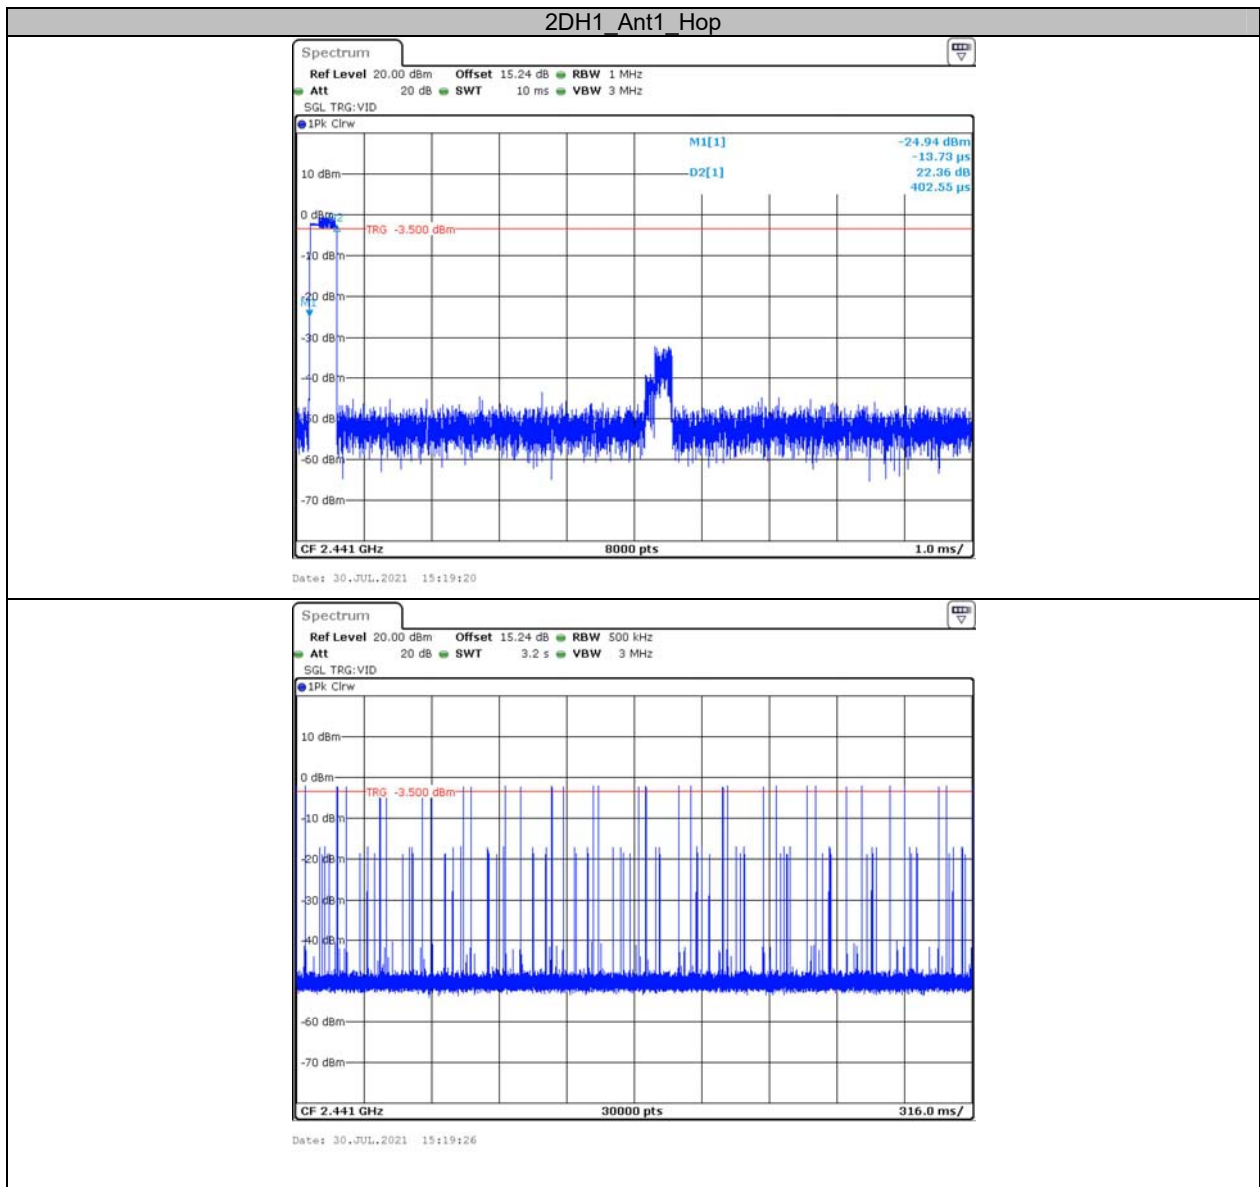 2DH1_Ant1_Hop
Spectrum
Ref Level 20.00 dBm Offset 15.24 dB RBW 1 MHz
Att 20 dB SWT 10 ms VBW 3 MHz
SGL TRG:VID
1Pk Clrw
M1[1] -24.94 dBm
-13.73 µs
10 dBm D2[1] 22.36 dB
402.55 µs
0 dBm
TRG -3.500 dBm
-10 dBm
-20 dBm
M1
-30 dBm
-40 dBm
-50 dBm
-60 dBm
-70 dBm
CF 2.441 GHz 8000 pts 1.0 ms/
Date: 30.JUL.2021 15:19:20
Spectrum
Ref Level 20.00 dBm Offset 15.24 dB RBW 500 kHz
Att 20 dB SWT 3.2 s VBW 3 MHz
SGL TRG:VID
1Pk Clrw
10 dBm
0 dBm
TRG -3.500 dBm
-10 dBm
-20 dBm
-30 dBm
-40 dBm
-60 dBm
-70 dBm
CF 2.441 GHz 30000 pts 316.0 ms/
Date: 30.JUL.2021 15:19:26